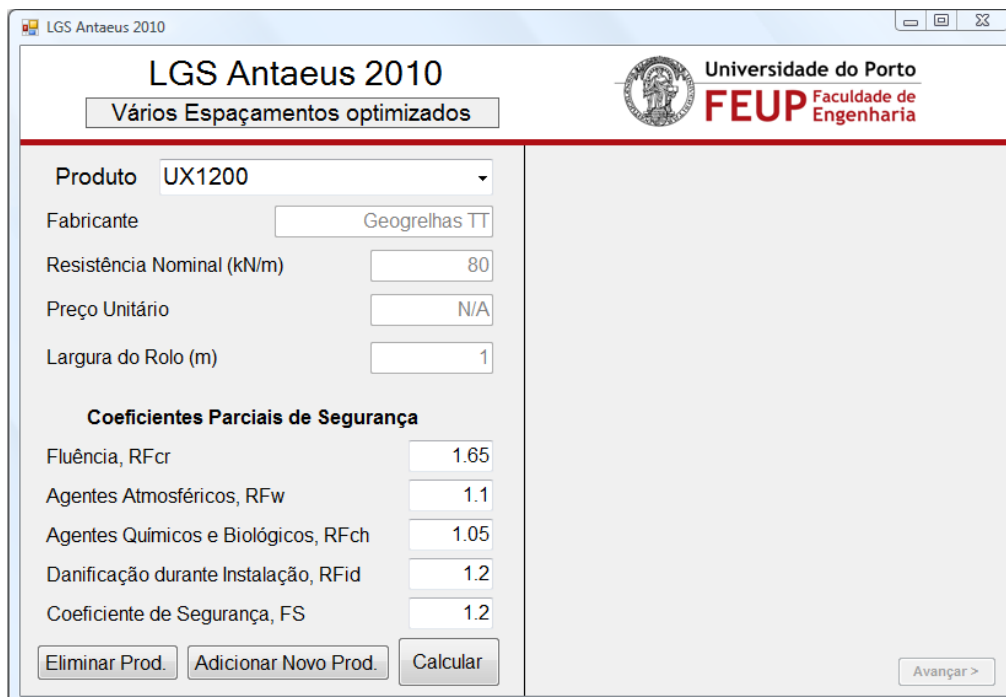 LGS Antaeus 2010
LGS Antaeus 2010
Vários Espaçamentos optimizados
Universidade do Porto
FEUP Faculdade de Engenharia
Produto UX1200
Fabricante Geogrelhas TT
Resistência Nominal (kN/m) 80
Preço Unitário N/A
Largura do Rolo (m) 1
Coeficientes Parciais de Segurança
Fluência, RFcr 1.65
Agentes Atmosféricos, RFw 1.1
Agentes Químicos e Biológicos, RFch 1.05
Danificação durante Instalação, RFid 1.2
Coeficiente de Segurança, FS 1.2
Eliminar Prod. Adicionar Novo Prod. Calcular
Avançar >